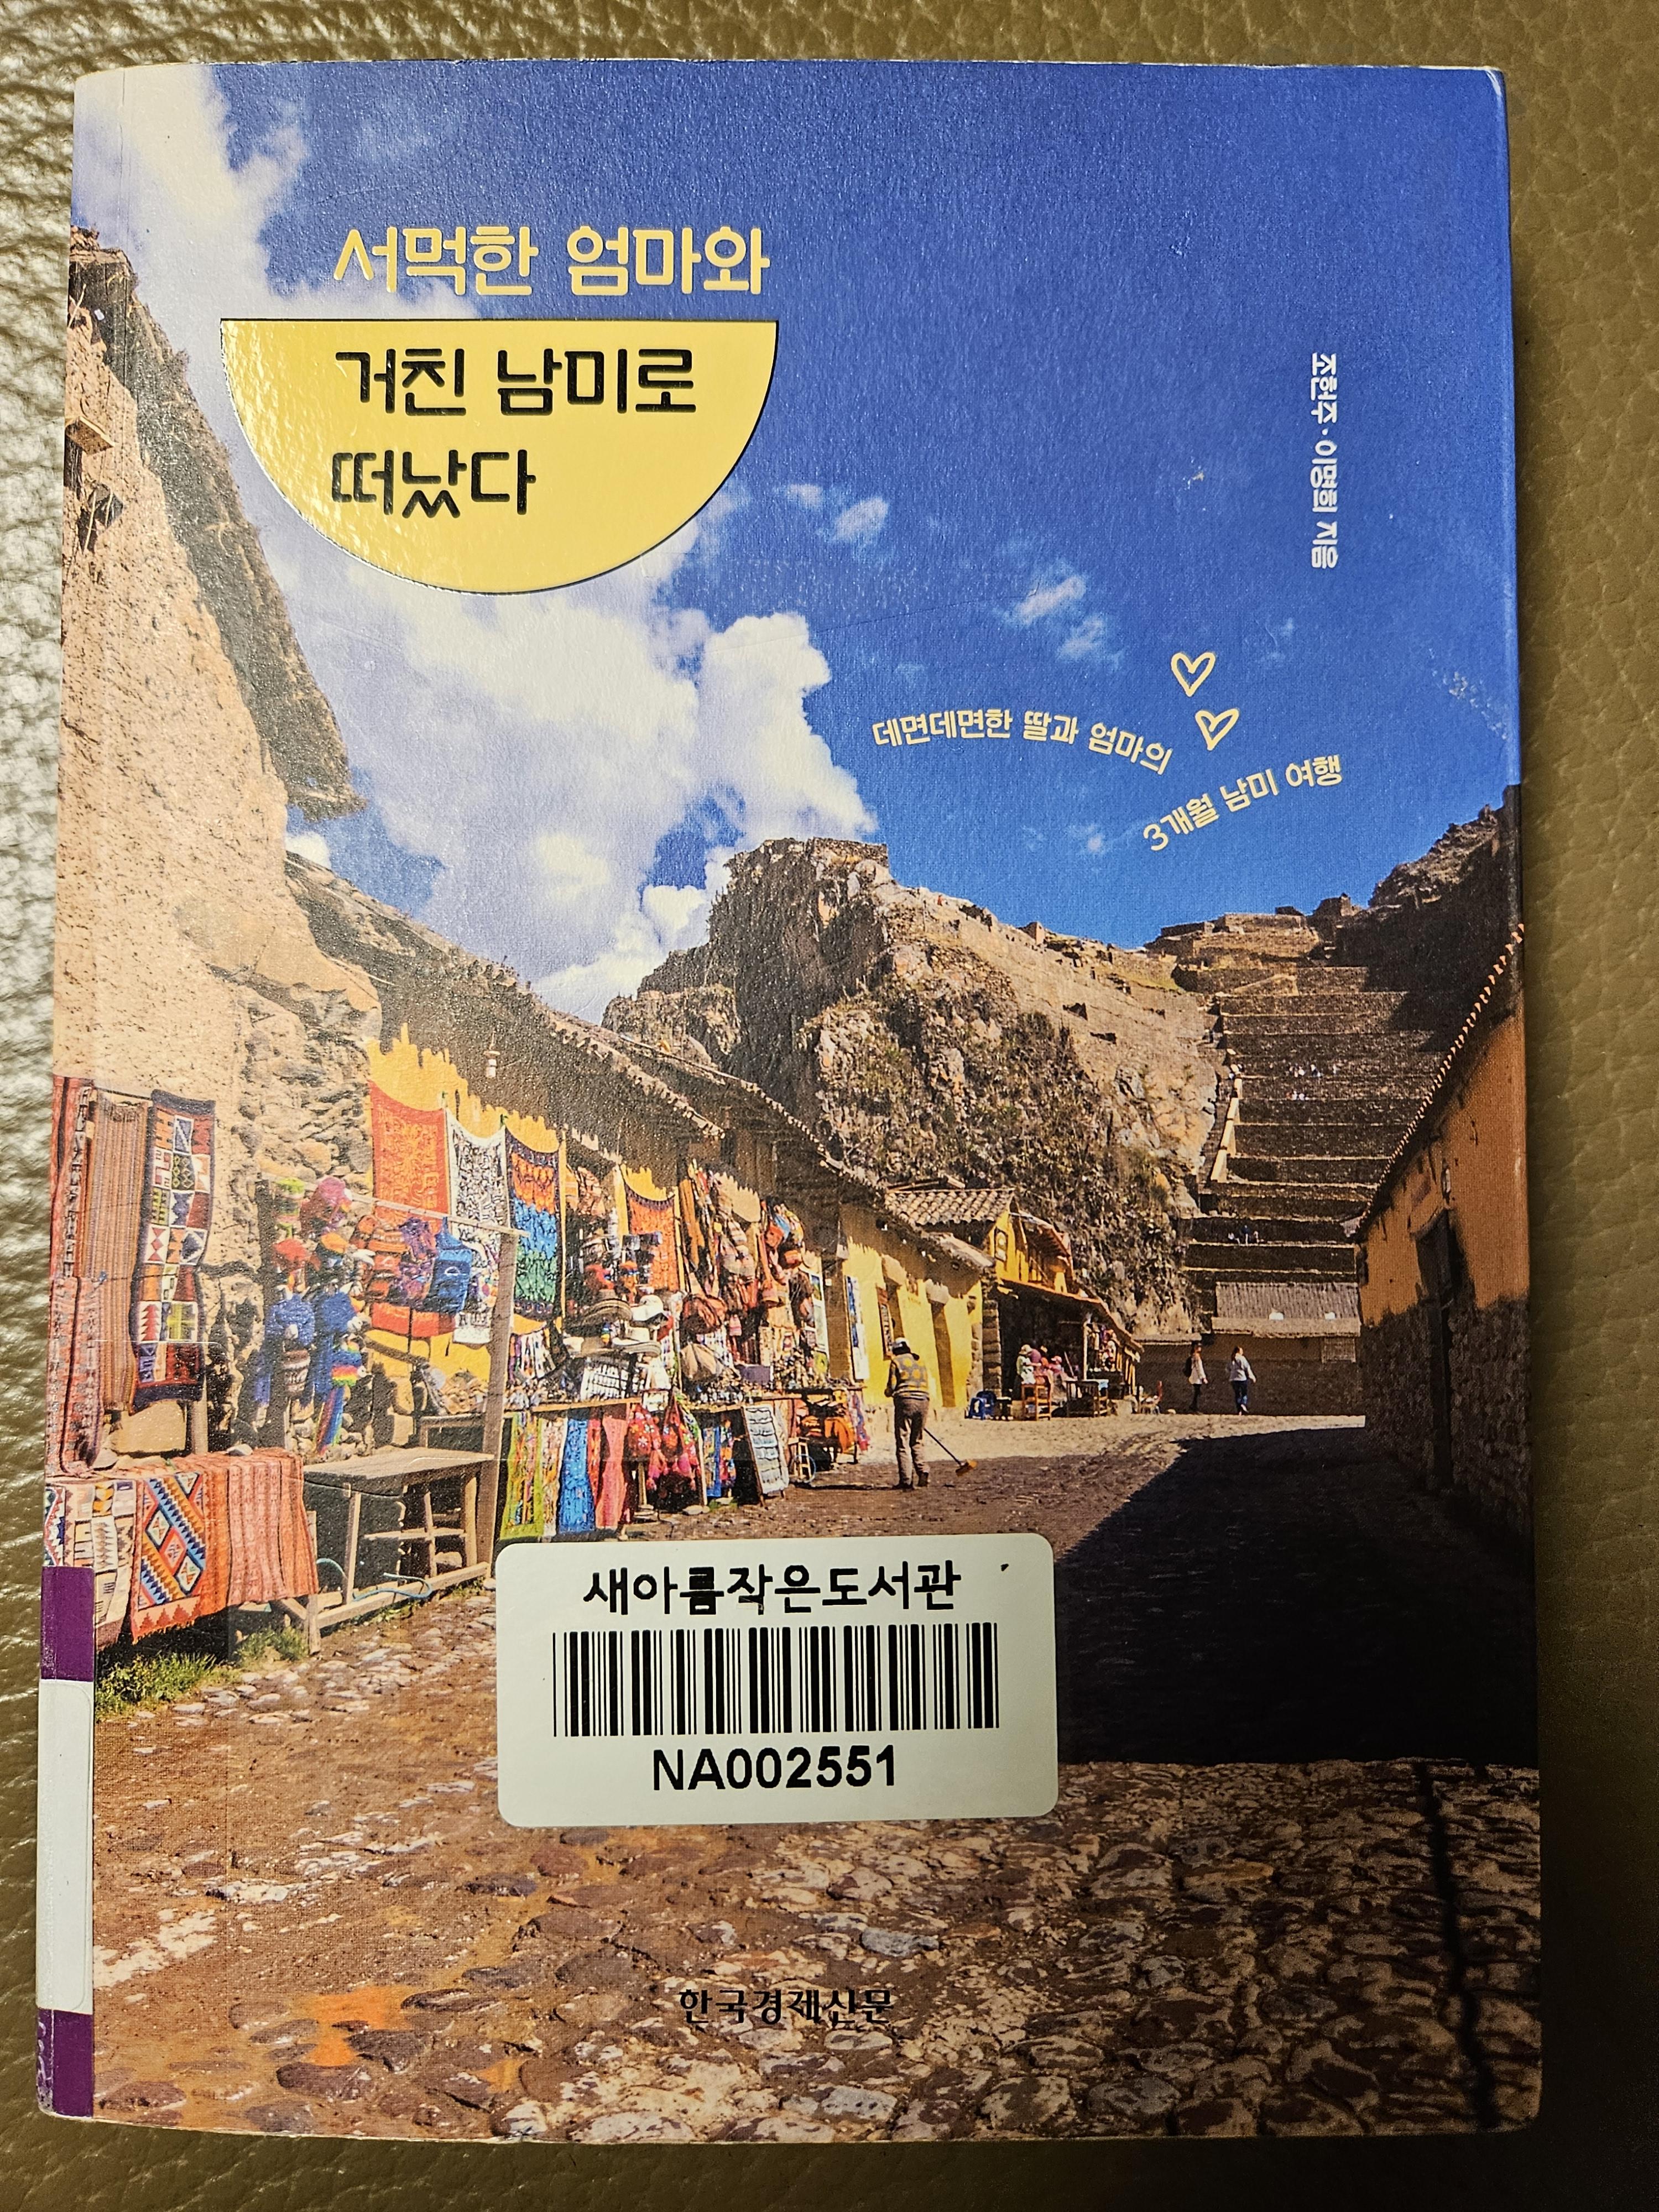 서먹한 엄마와
거친 남미로
떠났다
조헌주·이명희 지음
데면데면한 딸과 엄마의
3개월 남미 여행
새아름작은도서관
NA002551
한국경제신문